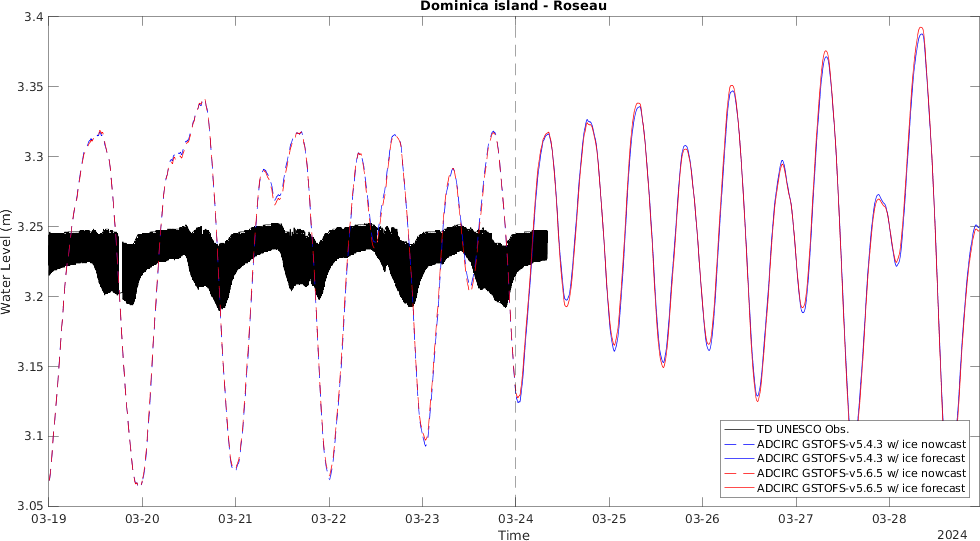 Dominica island - Roseau
3.4
3.35
3.3
3.25
3.2
3.15
3.1
3.05
Water Level (m)
03-19 03-20 03-21 03-22 03-23 03-24 03-25 03-26 03-27 03-28
Time
2024
TD UNESCO Obs.
ADCIRC GSTOFS-v5.4.3 w/ ice nowcast
ADCIRC GSTOFS-v5.4.3 w/ ice forecast
ADCIRC GSTOFS-v5.6.5 w/ ice nowcast
ADCIRC GSTOFS-v5.6.5 w/ ice forecast